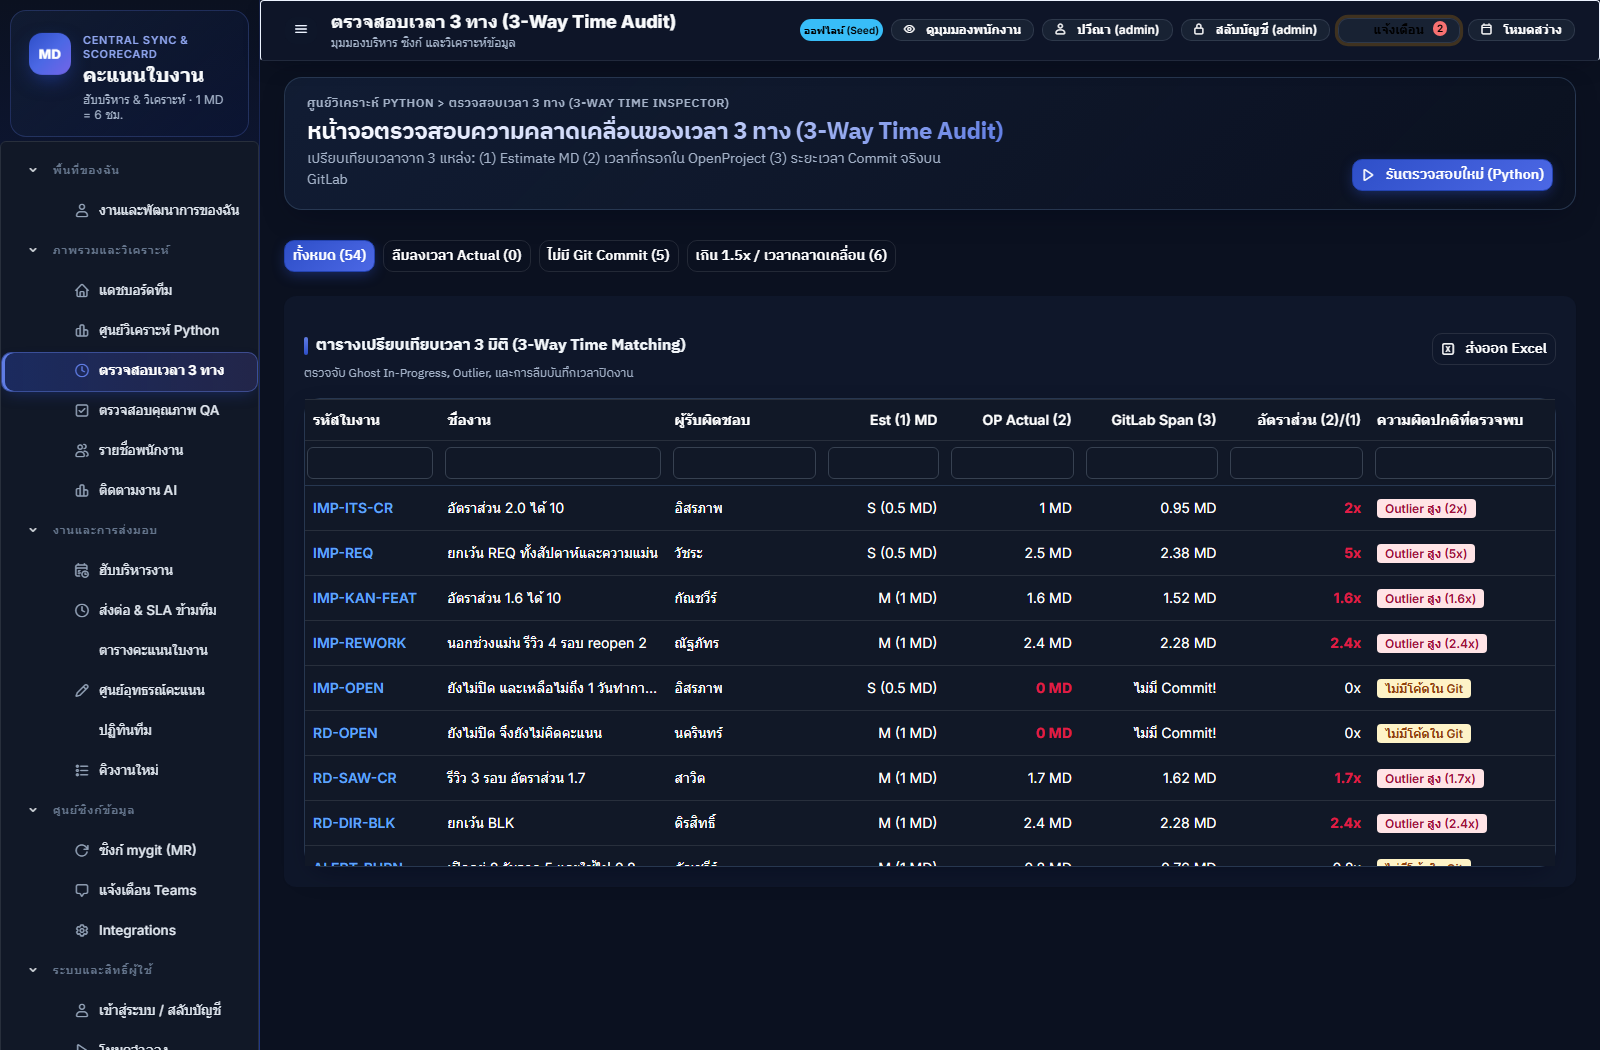 MD
CENTRAL SYNC &
SCORECARD
คะแนนใบงาน
ฮับบริหาร & วิเคราะห์ · 1 MD
= 6 ชม.
พื้นที่ของฉัน
งานและพัฒนาการของฉัน
ภาพรวมและวิเคราะห์
แดชบอร์ดทีม
ศูนย์วิเคราะห์ Python
ตรวจสอบเวลา 3 ทาง
ตรวจสอบคุณภาพ QA
รายชื่อพนักงาน
ติดตามงาน AI
งานและการส่งมอบ
ฮับบริหารงาน
ส่งต่อ & SLA ข้ามทีม
ตารางคะแนนใบงาน
ศูนย์อุทธรณ์คะแนน
ปฏิทินทีม
คิวงานใหม่
ศูนย์ซิงก์ข้อมูล
ซิงก์ mygit (MR)
แจ้งเตือน Teams
Integrations
ระบบและสิทธิ์ผู้ใช้
เข้าสู่ระบบ / สลับบัญชี
ตรวจสอบเวลา 3 ทาง (3-Way Time Audit)
มุมมองบริหาร ซิงก์ และวิเคราะห์ข้อมูล
ออฟไลน์ (Seed)
ดูมุมมองพนักงาน
ปวีณา (admin)
สลับบัญชี (admin)
แจ้งเตือน 2
โหมดสว่าง
ศูนย์วิเคราะห์ PYTHON > ตรวจสอบเวลา 3 ทาง (3-WAY TIME INSPECTOR)
หน้าจอตรวจสอบความคลาดเคลื่อนของเวลา 3 ทาง (3-Way Time Audit)
เปรียบเทียบเวลาจาก 3 แหล่ง: (1) Estimate MD (2) เวลาที่กรอกใน OpenProject (3) ระยะเวลา Commit จริงบน
GitLab
รันตรวจสอบใหม่ (Python)
ทั้งหมด (54)
ลืมลงเวลา Actual (0)
ไม่มี Git Commit (5)
เกิน 1.5x / เวลาคลาดเคลื่อน (6)
ตารางเปรียบเทียบเวลา 3 มิติ (3-Way Time Matching)
ตรวจจับ Ghost In-Progress, Outlier, และการลืมบันทึกเวลาปิดงาน
ส่งออก Excel
รหัสใบงาน ชื่องาน ผู้รับผิดชอบ Est (1) MD OP Actual (2) GitLab Span (3) อัตราส่วน (2)/(1) ความผิดปกติที่ตรวจพบ
IMP-ITS-CR อัตราส่วน 2.0 ได้ 10 อิสรภาพ S (0.5 MD) 1 MD 0.95 MD 2x Outlier สูง (2x)
IMP-REQ ยกเว้น REQ ทั้งสัปดาห์และความแม่น วัชระ S (0.5 MD) 2.5 MD 2.38 MD 5x Outlier สูง (5x)
IMP-KAN-FEAT อัตราส่วน 1.6 ได้ 10 กัณชวีร์ M (1 MD) 1.6 MD 1.52 MD 1.6x Outlier สูง (1.6x)
IMP-REWORK นอกช่วงแม่น รีวิว 4 รอบ reopen 2 ณัฐภัทร M (1 MD) 2.4 MD 2.28 MD 2.4x Outlier สูง (2.4x)
IMP-OPEN ยังไม่ปิด และเหลือไม่ถึง 1 วันทำกา... อิสรภาพ S (0.5 MD) 0 MD ไม่มี Commit! 0x ไม่มีโค้ดใน Git
RD-OPEN ยังไม่ปิด จึงยังไม่คิดคะแนน นครินทร์ M (1 MD) 0 MD ไม่มี Commit! 0x ไม่มีโค้ดใน Git
RD-SAW-CR รีวิว 3 รอบ อัตราส่วน 1.7 สาวิต M (1 MD) 1.7 MD 1.62 MD 1.7x Outlier สูง (1.7x)
RD-DIR-BLK ยกเว้น BLK ดิรสิทธิ์ M (1 MD) 2.4 MD 2.28 MD 2.4x Outlier สูง (2.4x)